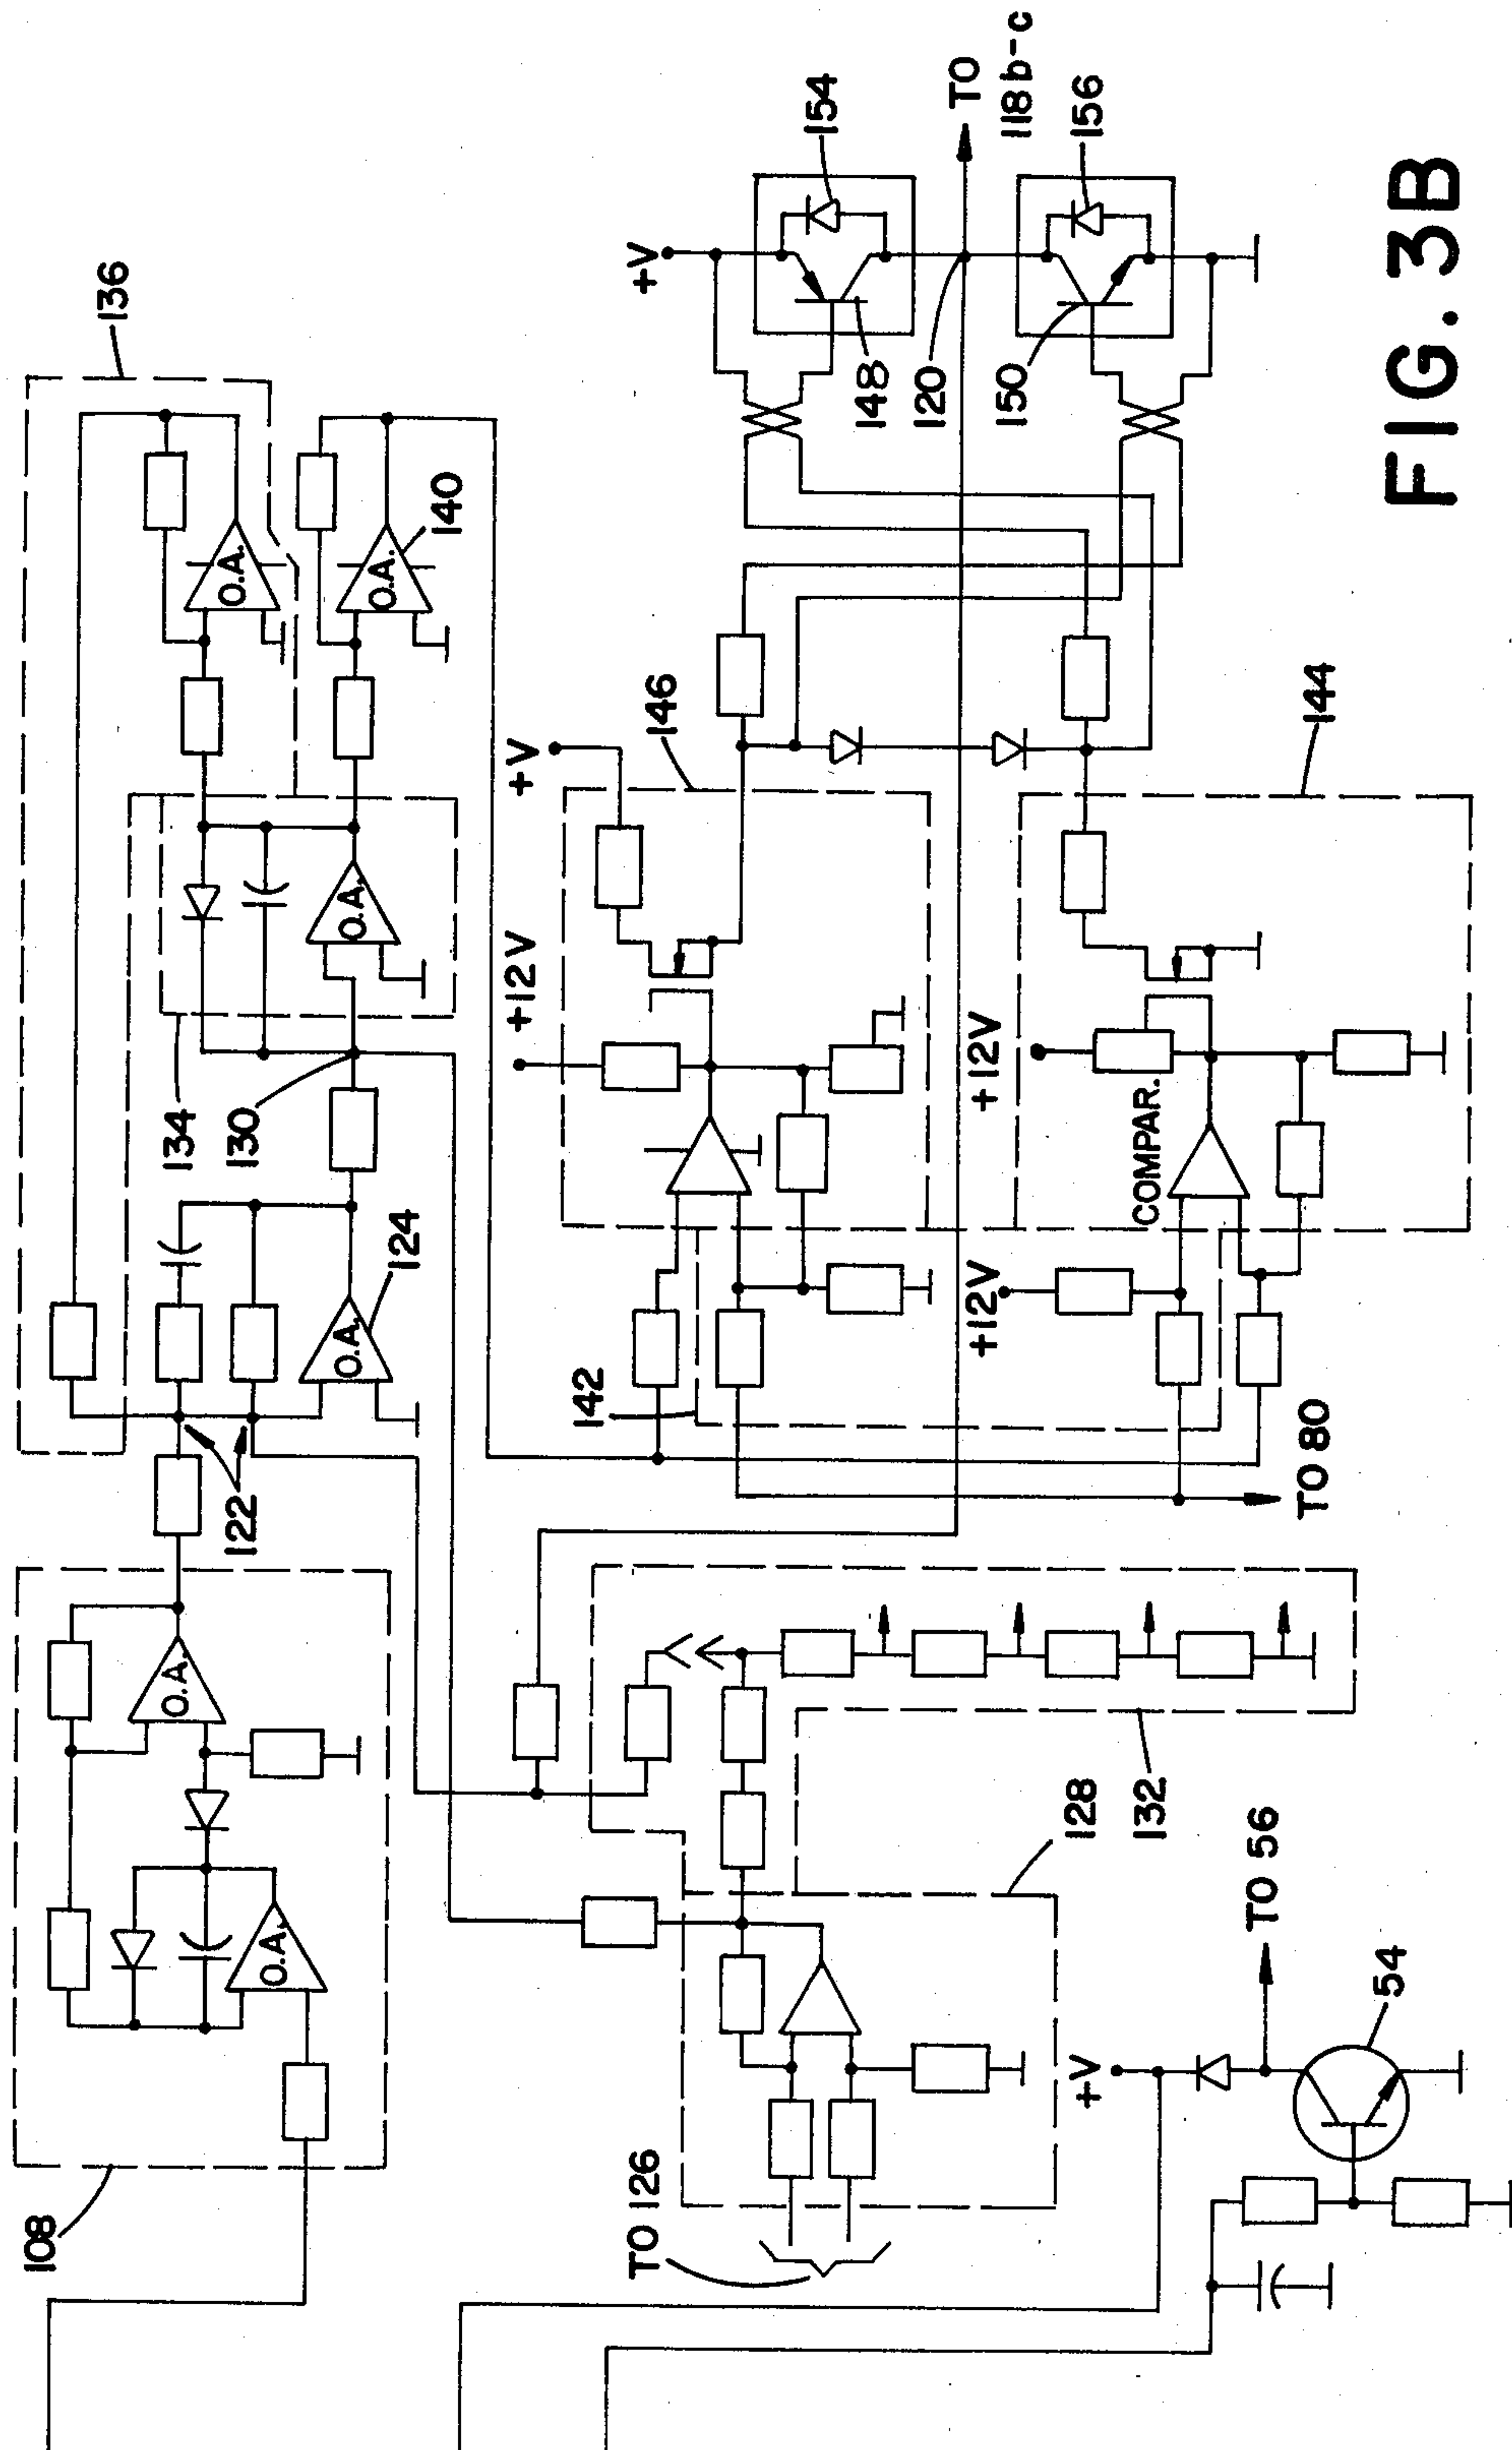 136
+V
154
TO
118b-c
O.A.
O.A.
140
148
120
150
156
134
130
O.A.
+V
146
+12V
144
124
O.A.
122
142
+12V
COMPAR.
+12V
TO 80
108
O.A.
O.A.
128
132
TO 126
+V
TO 56
54
FIG. 3B